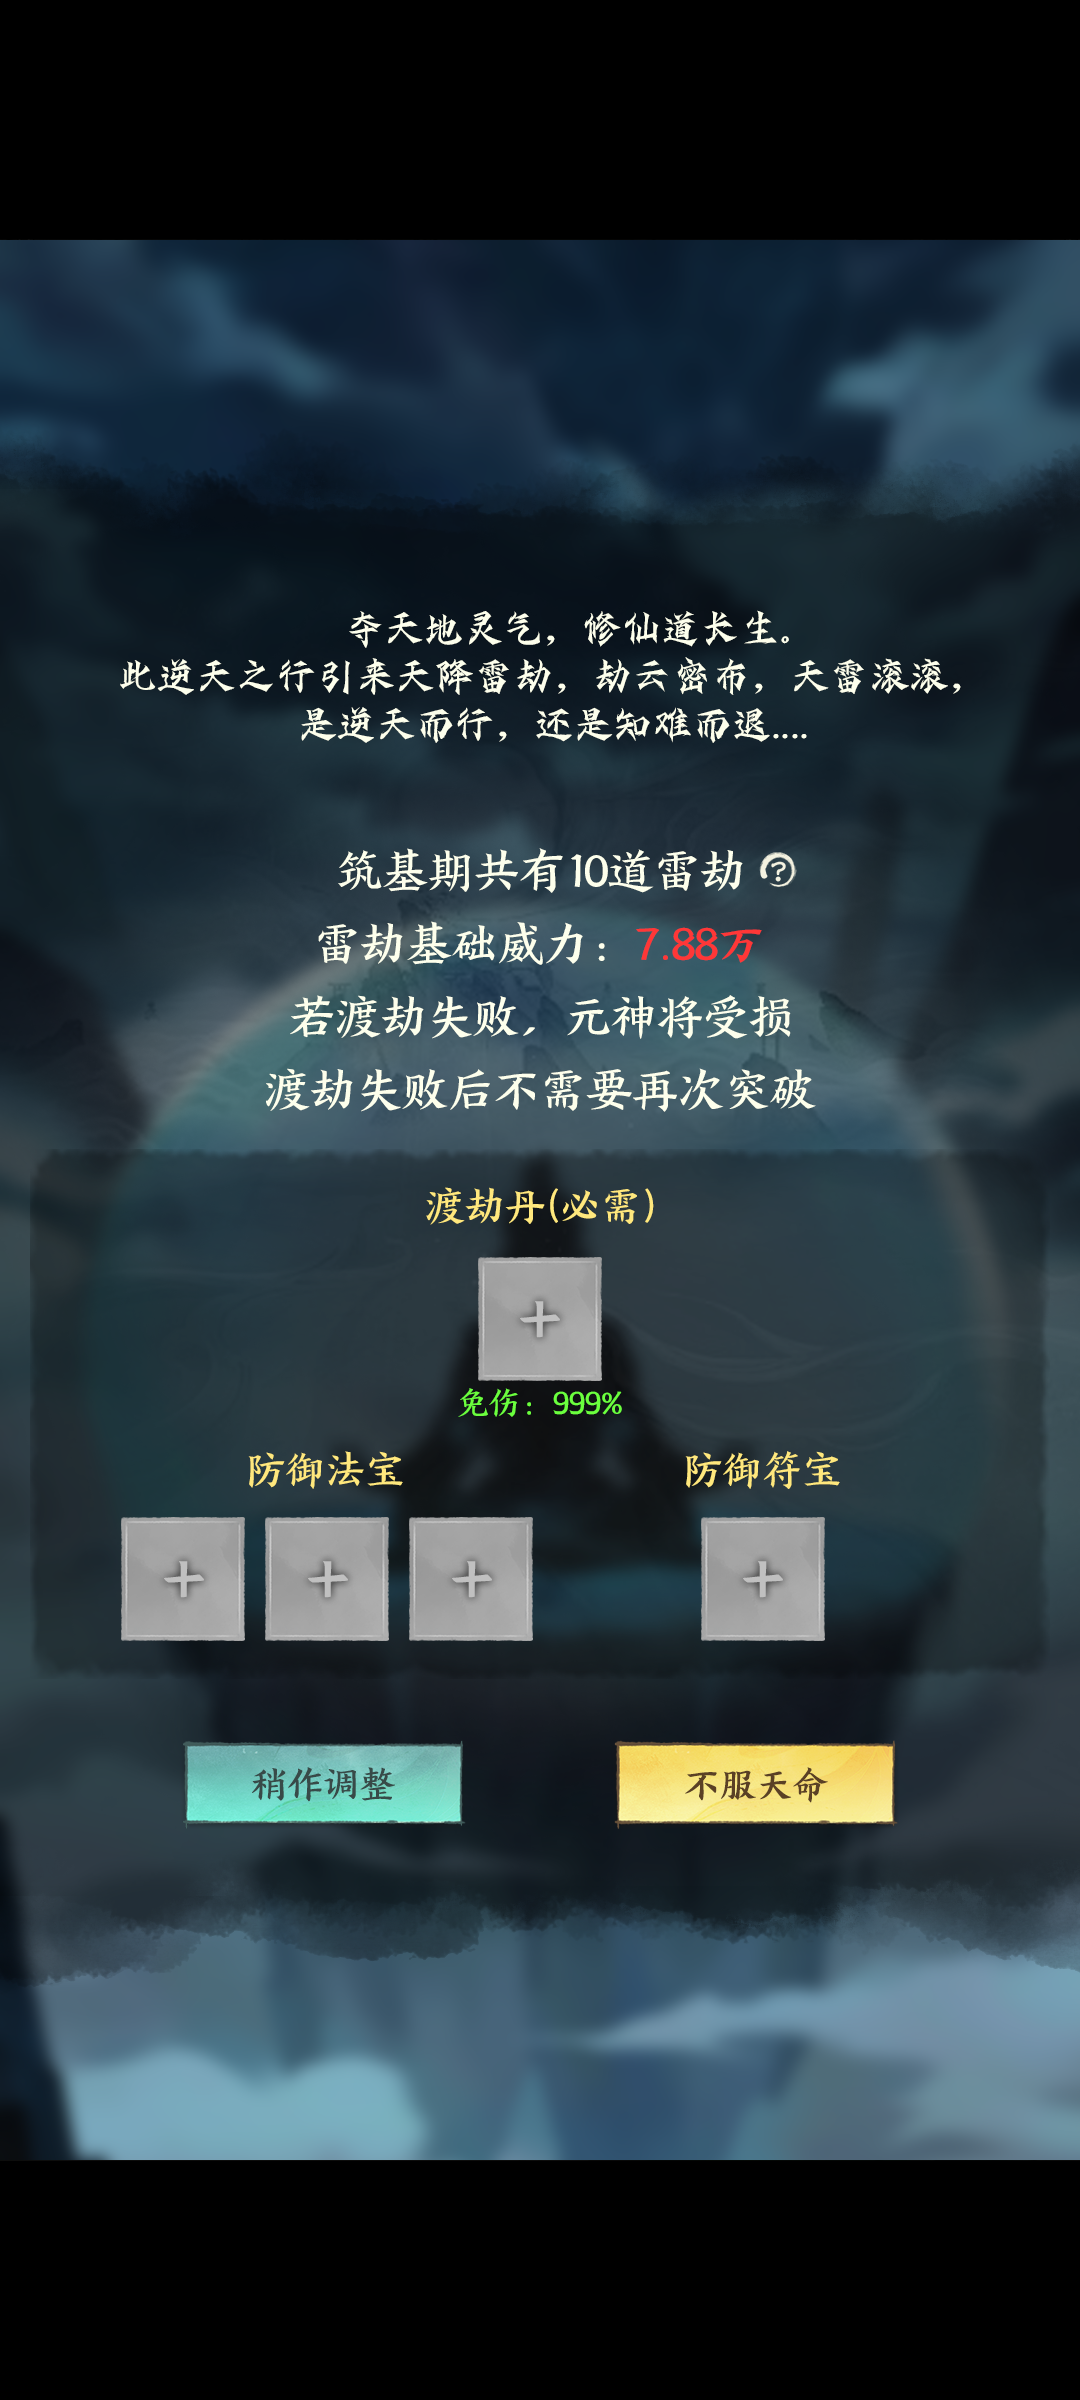 夺天地灵气，修仙道长生。
此逆天之行引来天降雷劫，劫云密布，天雷滚滚，
是逆天而行，还是知难而退....
筑基期共有10道雷劫 ?
雷劫基础威力：7.88万
若渡劫失败，元神将受损
渡劫失败后不需要再次突破
渡劫丹(必需)
免伤：999%
防御法宝 防御符宝
稍作调整 不服天命